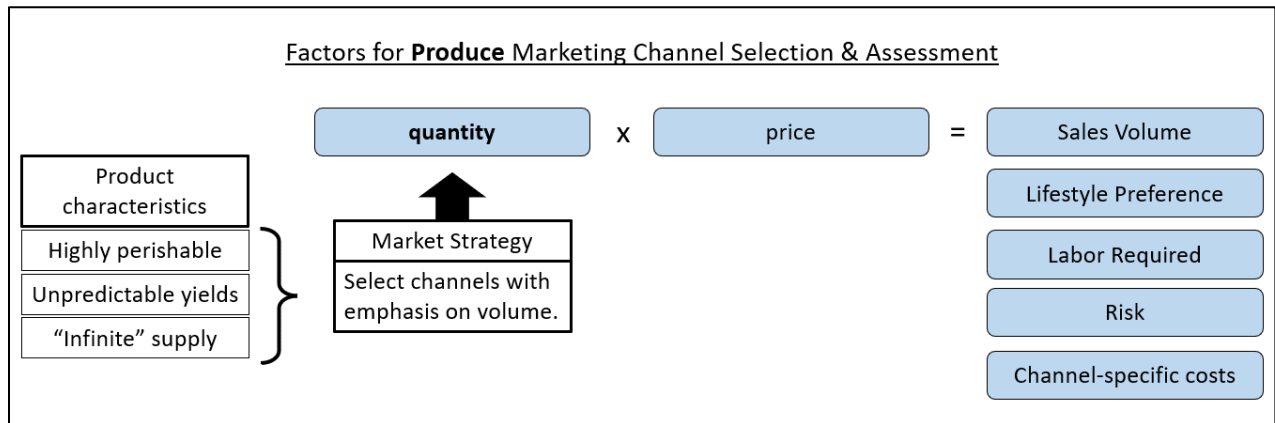 Factors for Produce Marketing Channel Selection & Assessment
quantity x price = Sales Volume
Product
characteristics
Highly perishable
Unpredictable yields
“Infinite” supply
Market Strategy
Select channels with
emphasis on volume.
Lifestyle Preference
Labor Required
Risk
Channel-specific costs